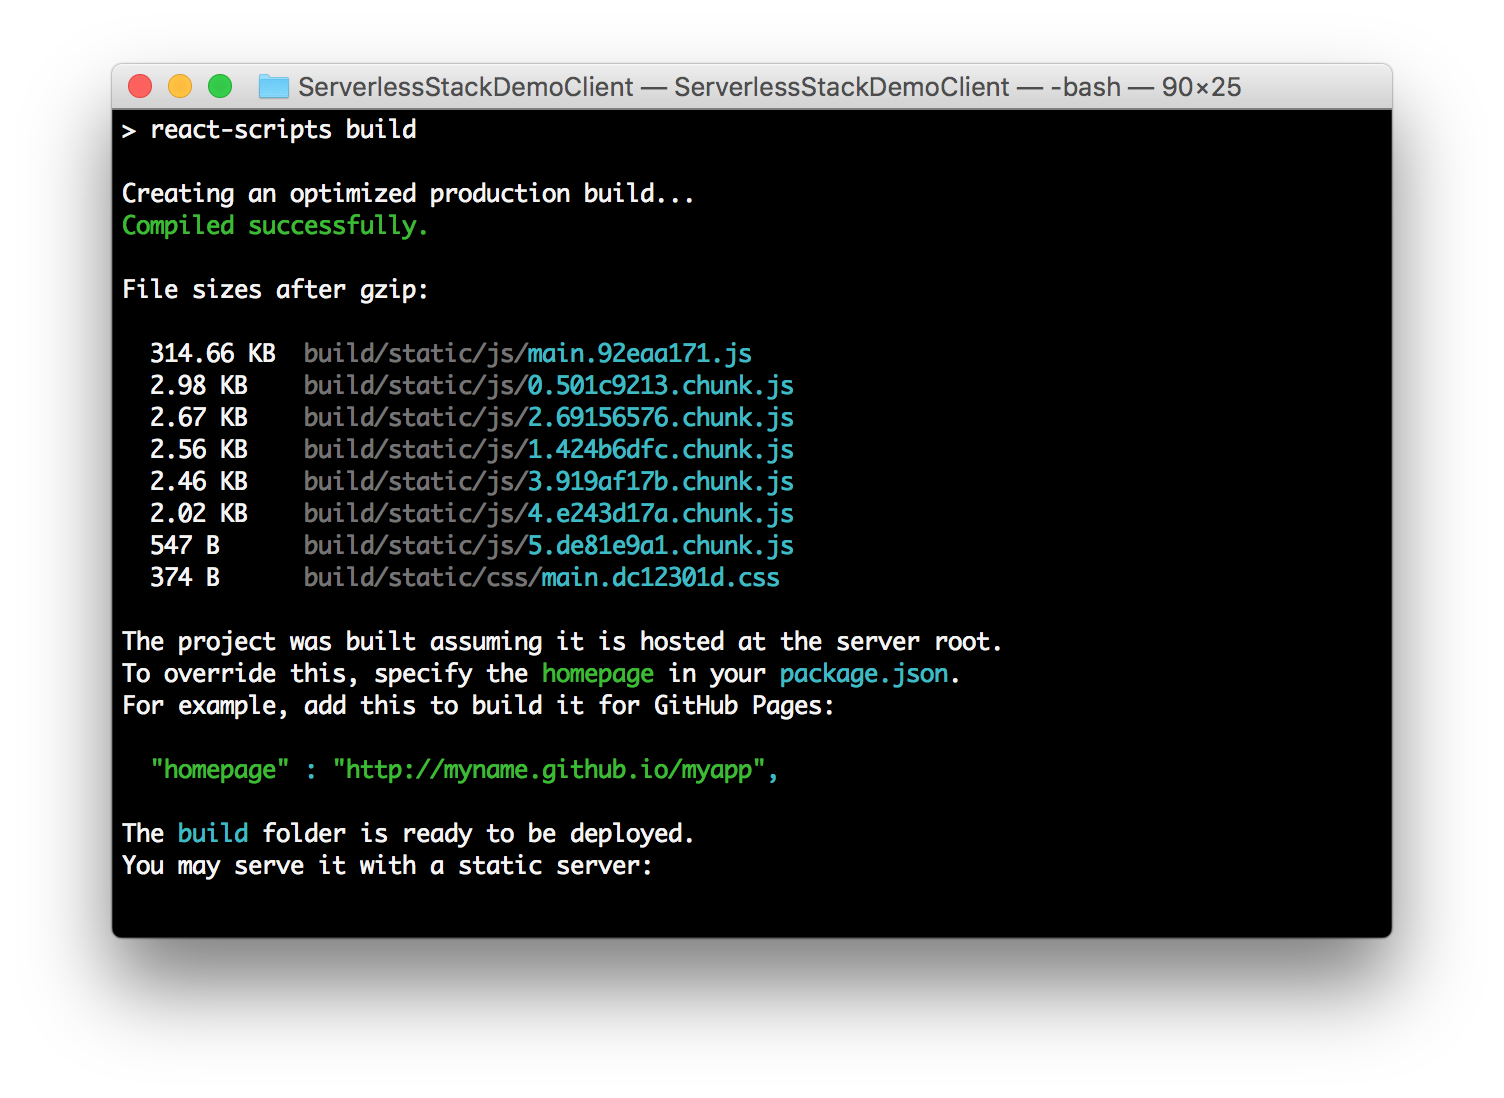 ServerlessStackDemoClient — ServerlessStackDemoClient — -bash — 90×25
> react-scripts build
Creating an optimized production build...
Compiled successfully.
File sizes after gzip:
314.66 KB  build/static/js/main.92eaa171.js
2.98 KB    build/static/js/0.501c9213.chunk.js
2.67 KB    build/static/js/2.69156576.chunk.js
2.56 KB    build/static/js/1.424b6dfc.chunk.js
2.46 KB    build/static/js/3.919af17b.chunk.js
2.02 KB    build/static/js/4.e243d17a.chunk.js
547 B      build/static/js/5.de81e9a1.chunk.js
374 B      build/static/css/main.dc12301d.css
The project was built assuming it is hosted at the server root.
To override this, specify the homepage in your package.json.
For example, add this to build it for GitHub Pages:
"homepage" : "http://myname.github.io/myapp",
The build folder is ready to be deployed.
You may serve it with a static server: